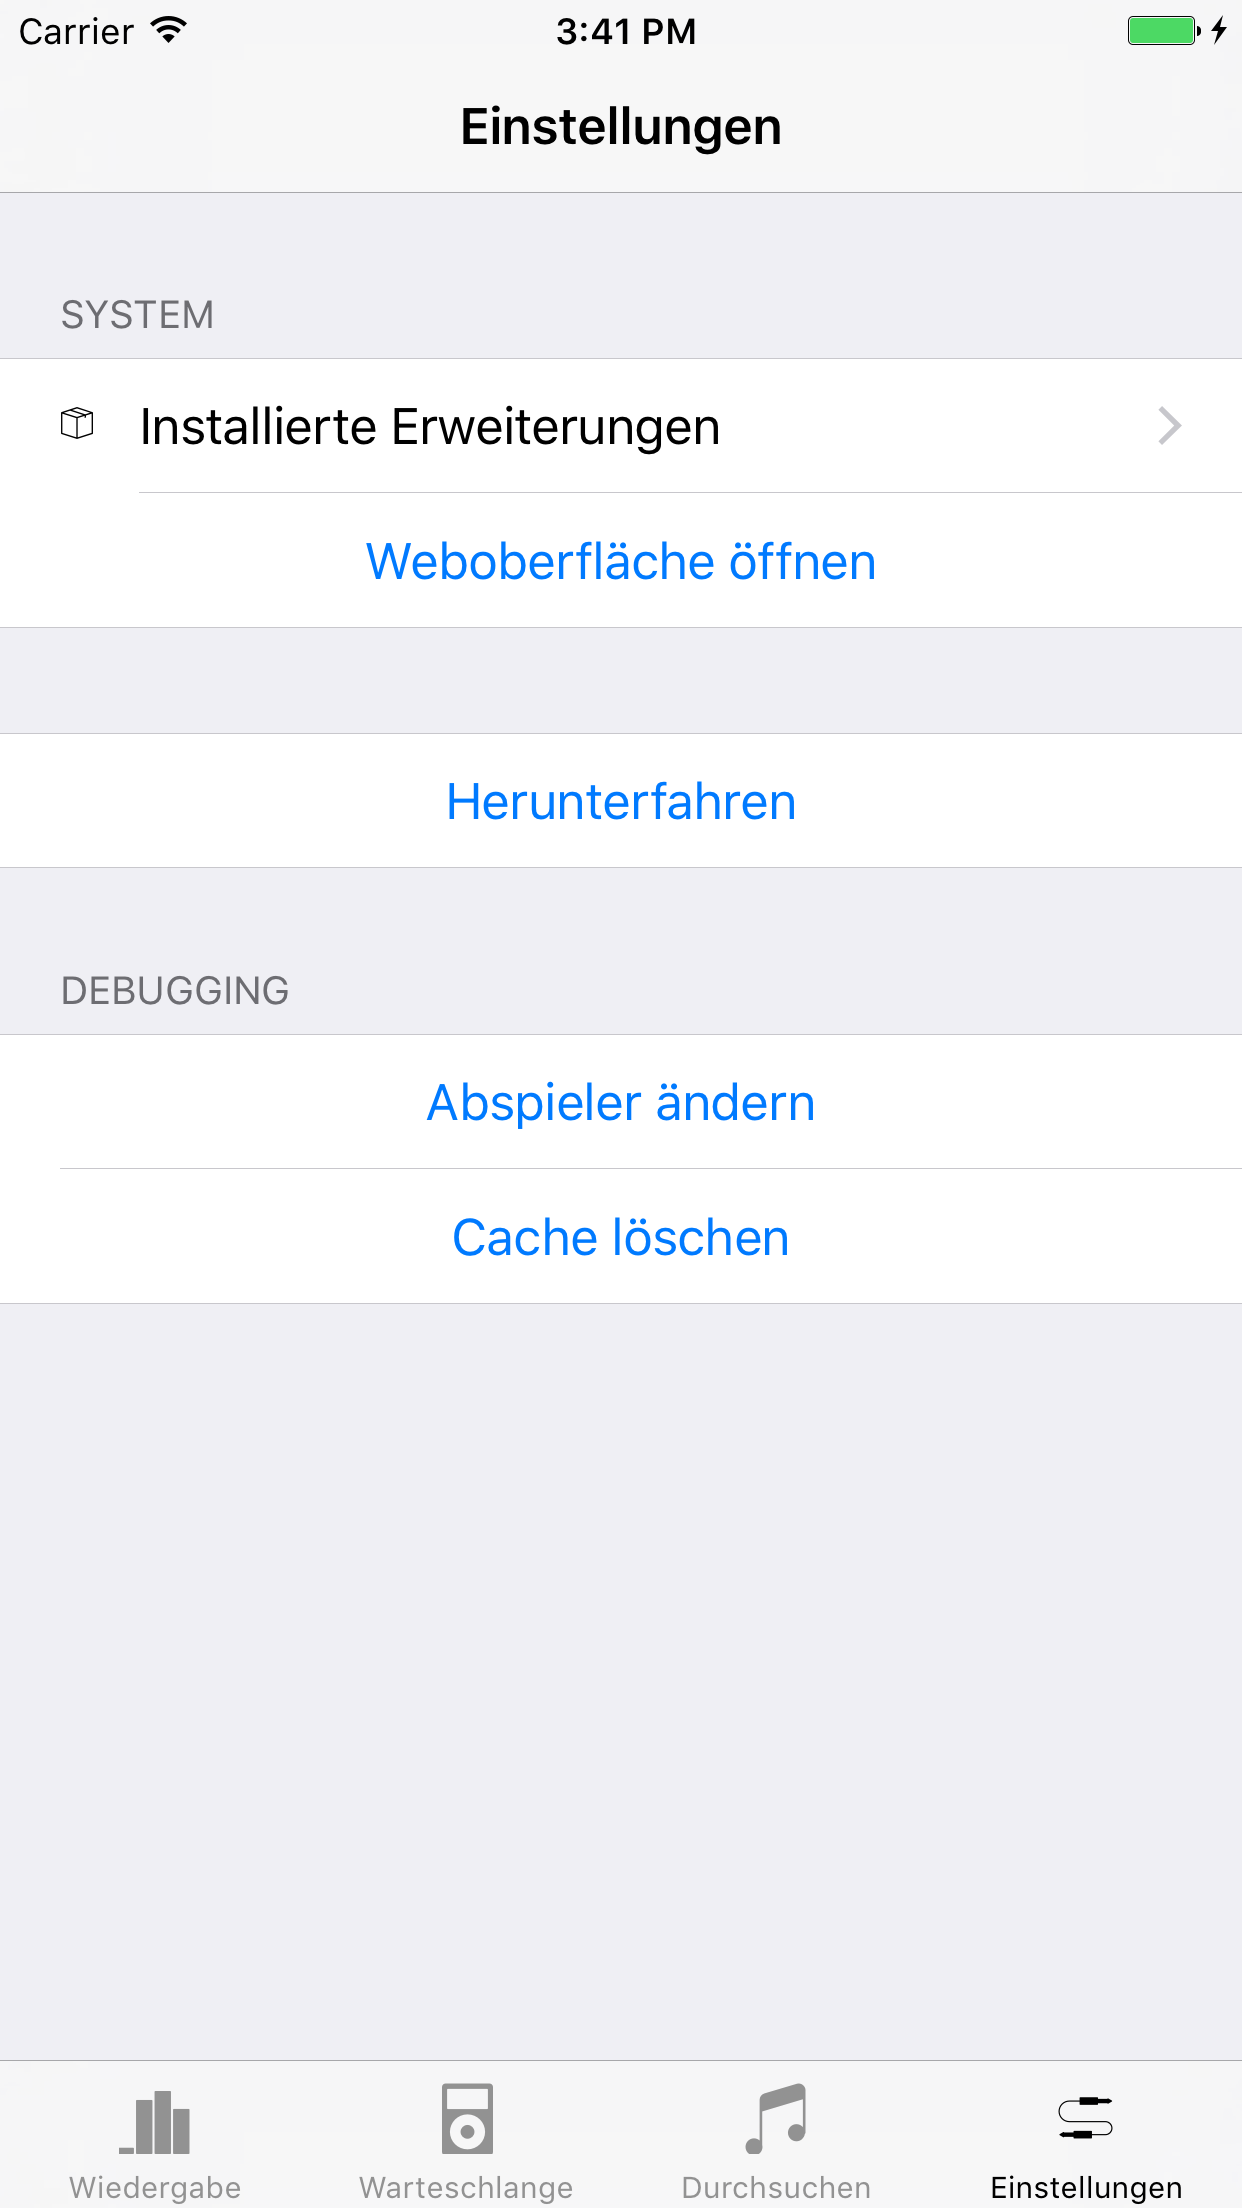 Carrier 3:41 PM
Einstellungen
SYSTEM
Installierte Erweiterungen
Weboberfläche öffnen
Herunterfahren
DEBUGGING
Abspieler ändern
Cache löschen
Wiedergabe Warteschlange Durchsuchen Einstellungen